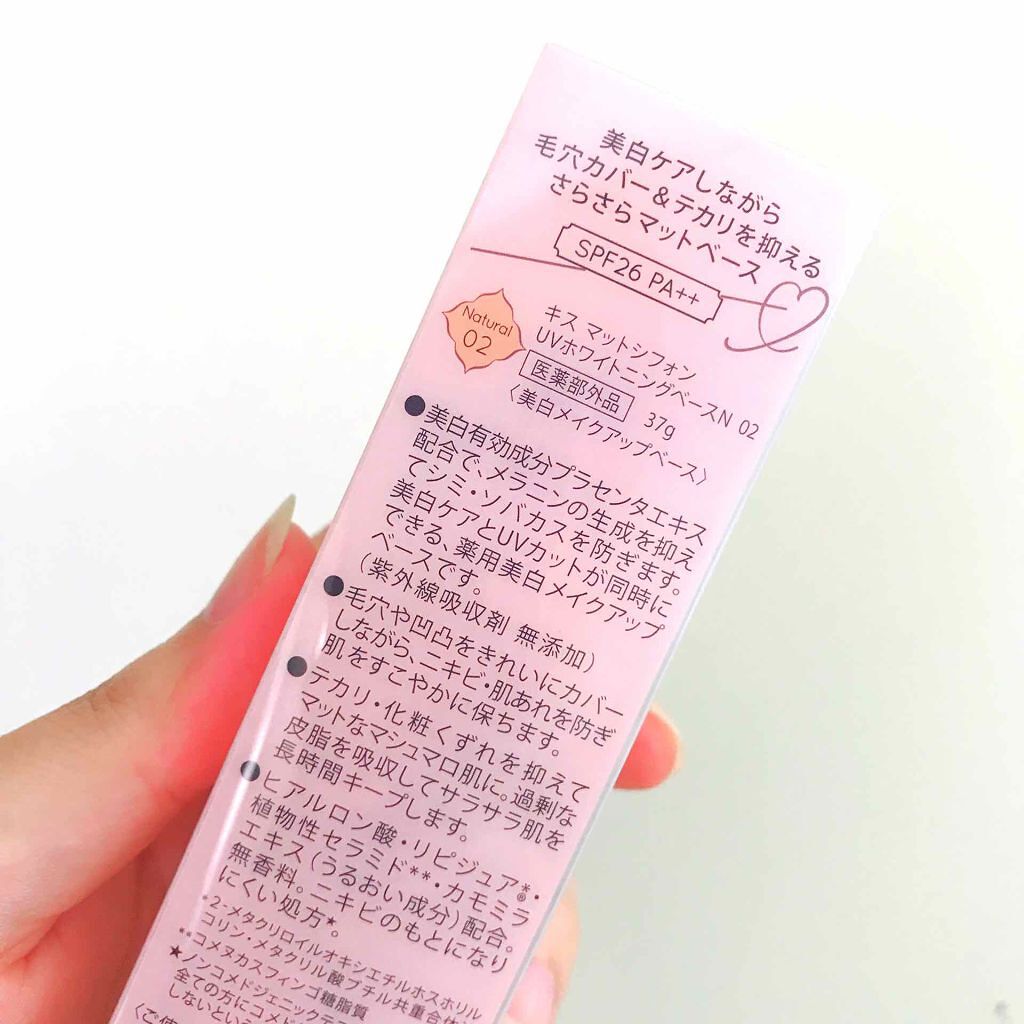 美白ケアしながら
毛穴カバー&テカリを抑える
さらさらマットベース
SPF26 PA++
Natural
02
キス マットシフォン
UVホワイトニングベースN 02
医薬部外品 37g
〈美白メイクアップベース〉
●美白有効成分プラセンタエキス
配合で、メラニンの生成を抑え
てシミ・ソバカスを防ぎます。
美白ケアとUVカットが同時に
できる、薬用美白メイクアップ
ベースです。
(紫外線吸収剤 無添加)
●毛穴や凹凸をきれいにカバー
しながら、ニキビ・肌あれを防ぎ
肌をすこやかに保ちます。
●テカリ・化粧くずれを抑えて
マットなマシュマロ肌に。過剰な
皮脂を吸収してサラサラ肌を
長時間キープします。
●ヒアルロン酸・リピジュア®*・
植物性セラミド**・カモミラ
エキス(うるおい成分)配合。
無香料。ニキビのもとになり
にくい処方★。
*2-メタクリロイルオキシエチルホスホリル
コリン・メタクリル酸ブチル共重合体
**コメヌカスフィンゴ糖脂質
★ノンコメドジェニックテ
全ての方にコメド
しないという
〈ご使